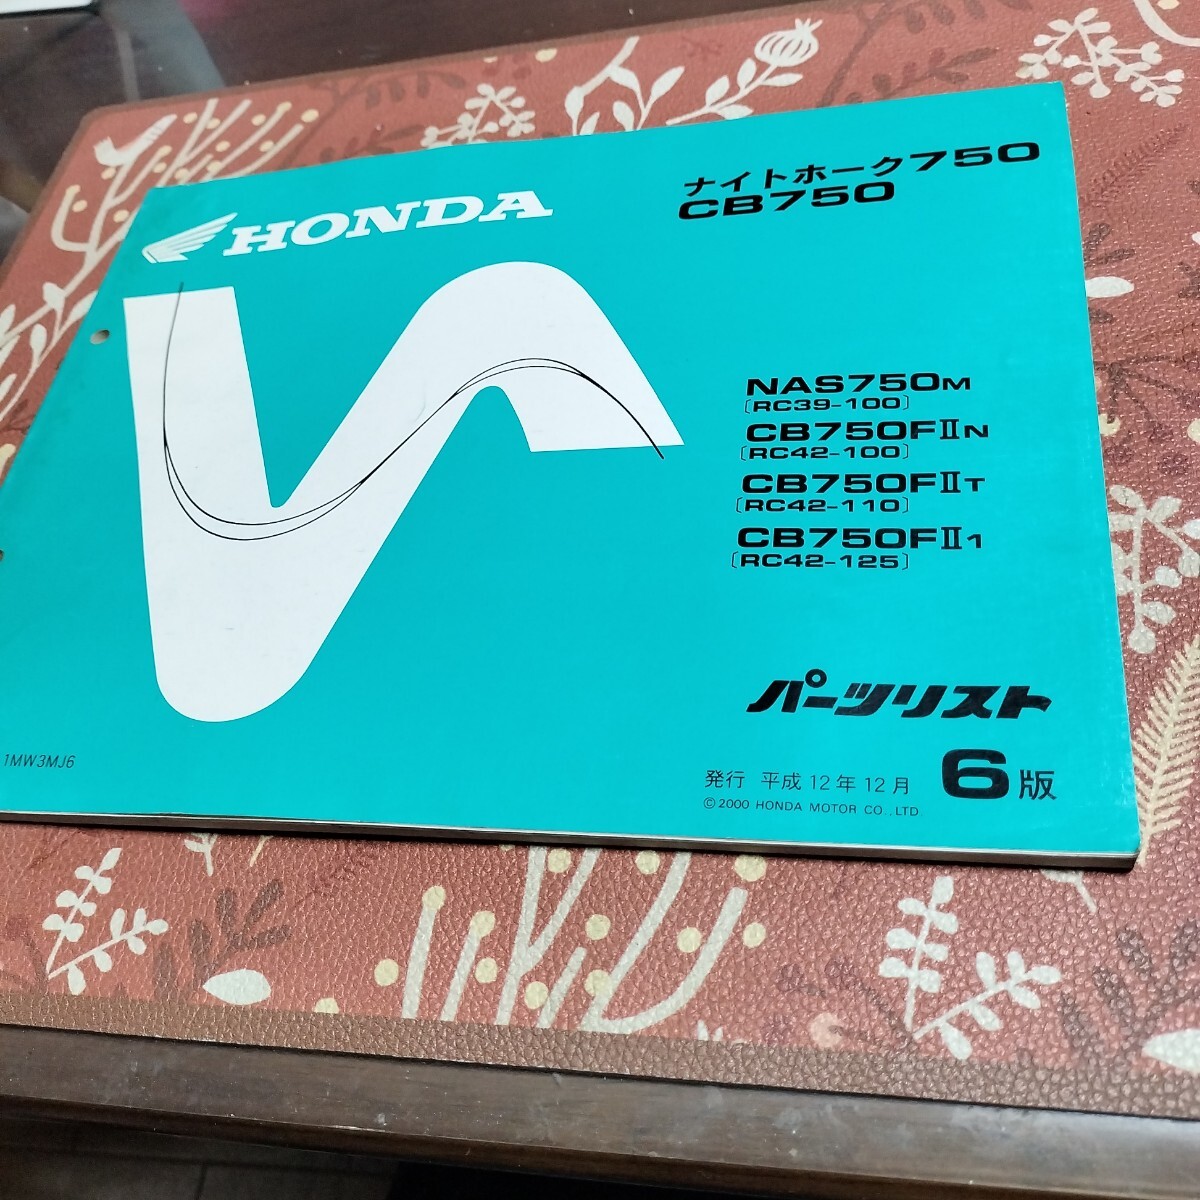 HONDA
ナイトホーク750
CB750
NAS750M
〔RC39-100〕
CB750FⅡN
〔RC42-100〕
CB750FⅡT
〔RC42-110〕
CB750FⅡ1
〔RC42-125〕
パーツリスト
1MW3MJ6
発行 平成12年12月 6版
©2000 HONDA MOTOR CO.,LTD.